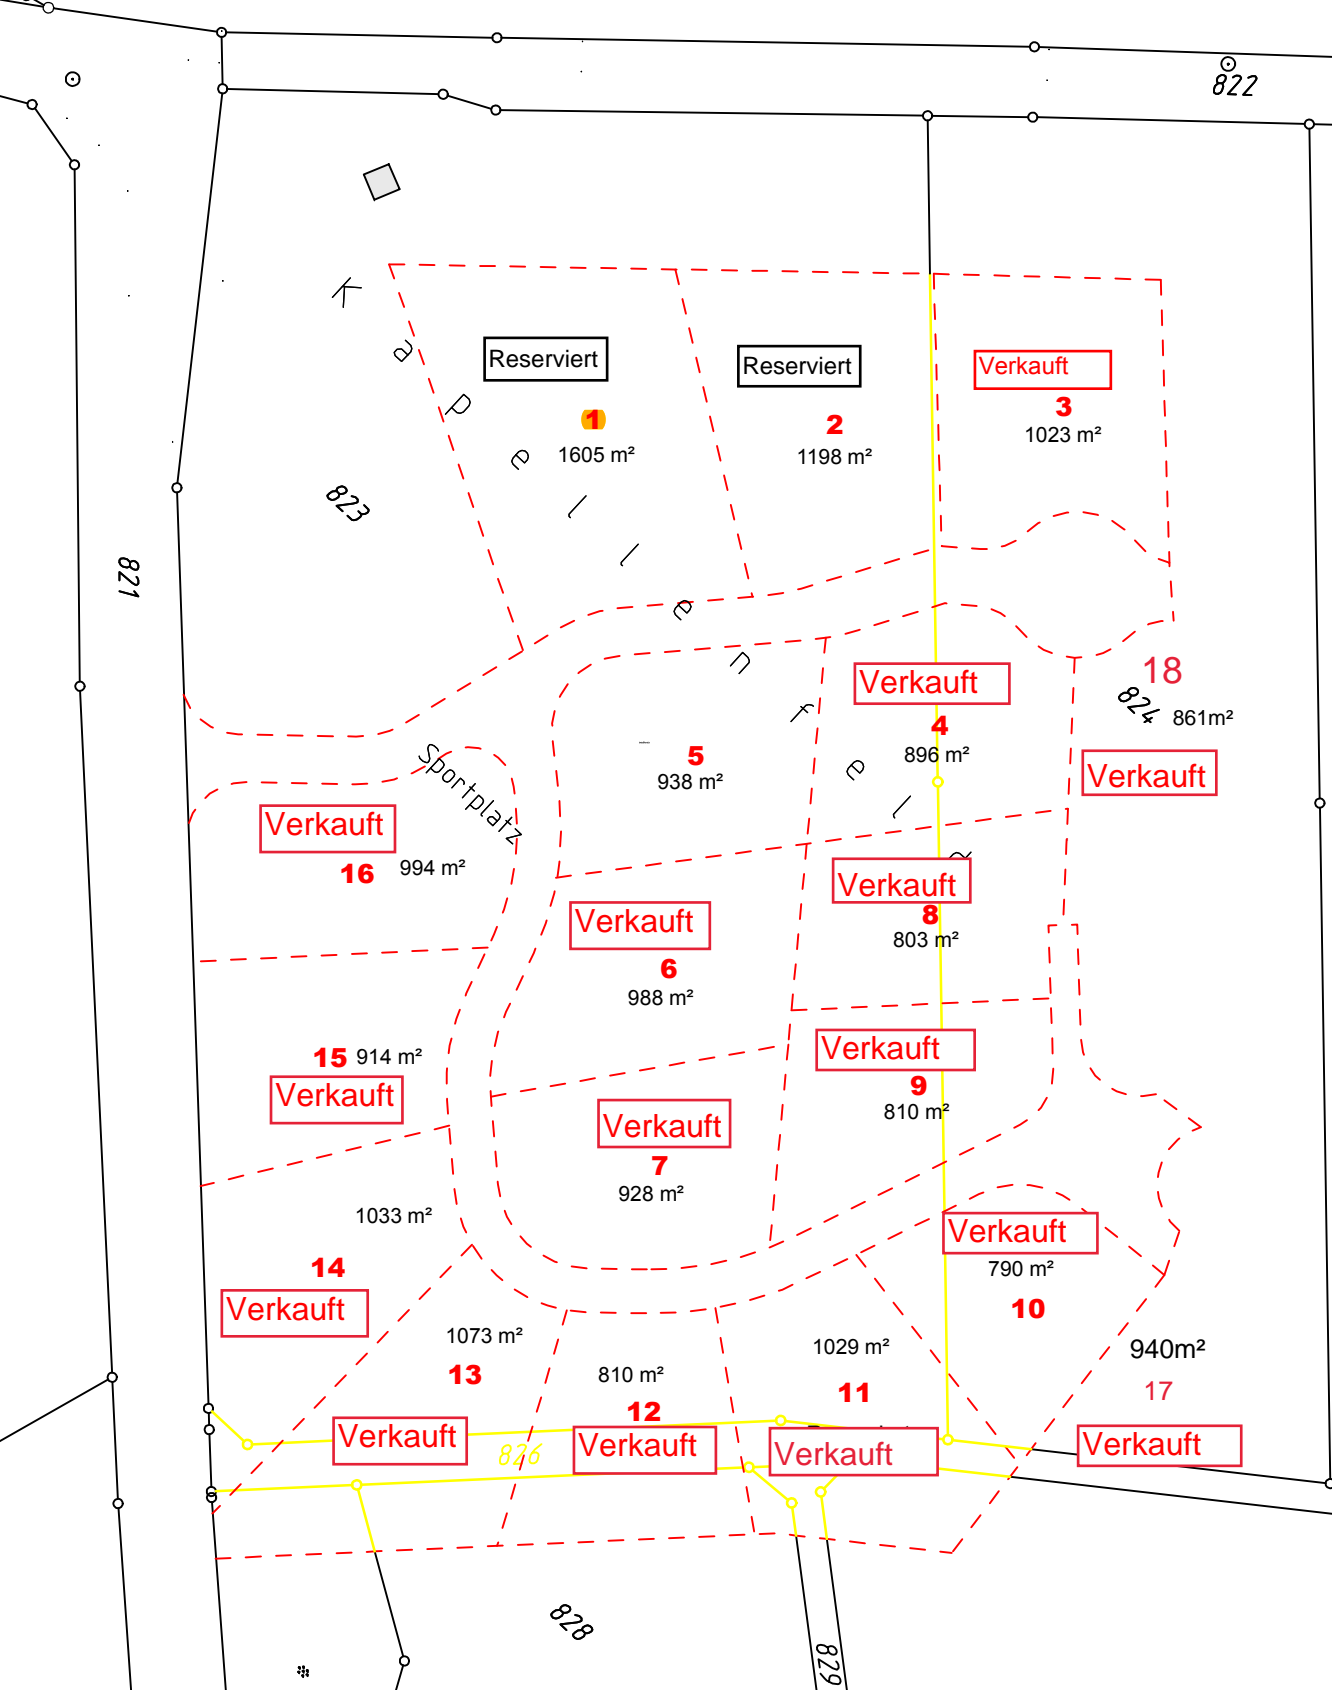 822
Kapellenfeld
Reserviert
1
1605 m²
Reserviert
2
1198 m²
Verkauft
3
1023 m²
823
821
18
824
861m²
Verkauft
Verkauft
4
896 m²
5
938 m²
Sportplatz
Verkauft
16
994 m²
Verkauft
8
803 m²
Verkauft
6
988 m²
15
914 m²
Verkauft
Verkauft
9
810 m²
Verkauft
7
928 m²
1033 m²
14
Verkauft
Verkauft
790 m²
10
1073 m²
13
Verkauft
810 m²
12
Verkauft
1029 m²
11
Verkauft
940m²
17
Verkauft
826
828
829